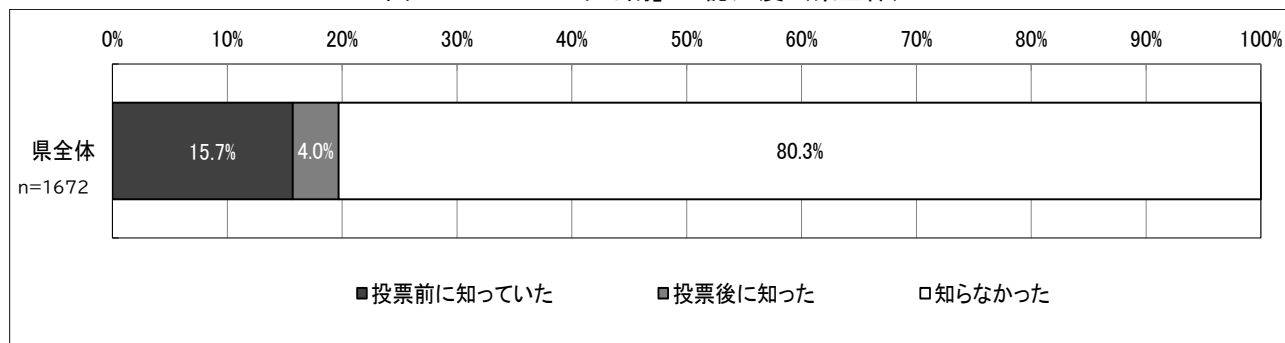 0% 10% 20% 30% 40% 50% 60% 70% 80% 90% 100%
県全体
n=1672
15.7% 4.0% 80.3%
■投票前に知っていた ■投票後に知った □知らなかった